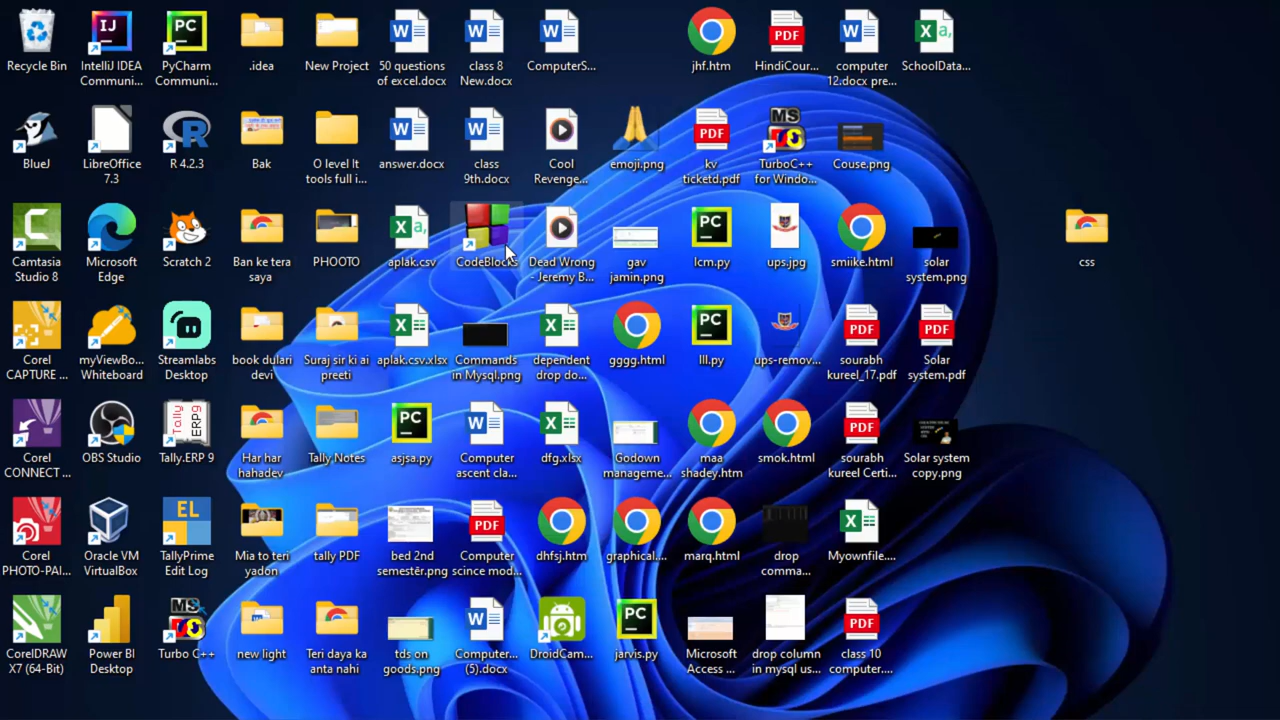 Recycle Bin
IntelliJ IDEA
Communi...
PyCharm
Communi...
.idea
New Project
50 questions
of excel.docx
class 8
New.docx
ComputerS...
jhf.htm
HindiCour...
computer
12.docx pre...
SchoolData...
BlueJ
LibreOffice
7.3
R 4.2.3
Bak
O level It
tools full i...
answer.docx
class
9th.docx
Cool
Revenge...
emoji.png
kv
ticketd.pdf
TurboC++
for Windo...
Couse.png
Camtasia
Studio 8
Microsoft
Edge
Scratch 2
Ban ke tera
saya
PHOOTO
aplak.csv
CodeBlocks
Dead Wrong
- Jeremy B...
gav
jamin.png
lcm.py
ups.jpg
smiike.html
solar
system.png
css
Corel
CAPTURE ...
myViewBo...
Whiteboard
Streamlabs
Desktop
book dulari
devi
Suraj sir ki ai
preeti
aplak.csv.xlsx
Commands
in Mysql.png
dependent
drop do...
gggg.html
lll.py
ups-remov...
sourabh
kureel_17.pdf
Solar
system.pdf
Corel
CONNECT ...
OBS Studio
Tally.ERP 9
Har har
hahadev
Tally Notes
asjsa.py
Computer
ascent cla...
dfg.xlsx
Godown
manageme...
maa
shadey.htm
smok.html
sourabh
kureel Certi...
Solar system
copy.png
Corel
PHOTO-PAI...
Oracle VM
VirtualBox
TallyPrime
Edit Log
Mia to teri
yadon
tally PDF
bed 2nd
semester.png
Computer
scince mod...
dhfsj.htm
graphical....
marq.html
drop
comma...
Myownfile....
CorelDRAW
X7 (64-Bit)
Power BI
Desktop
Turbo C++
new light
Teri daya ka
anta nahi
tds on
goods.png
Computer...
(5).docx
DroidCam...
jarvis.py
Microsoft
Access ...
drop column
in mysql us...
class 10
computer....